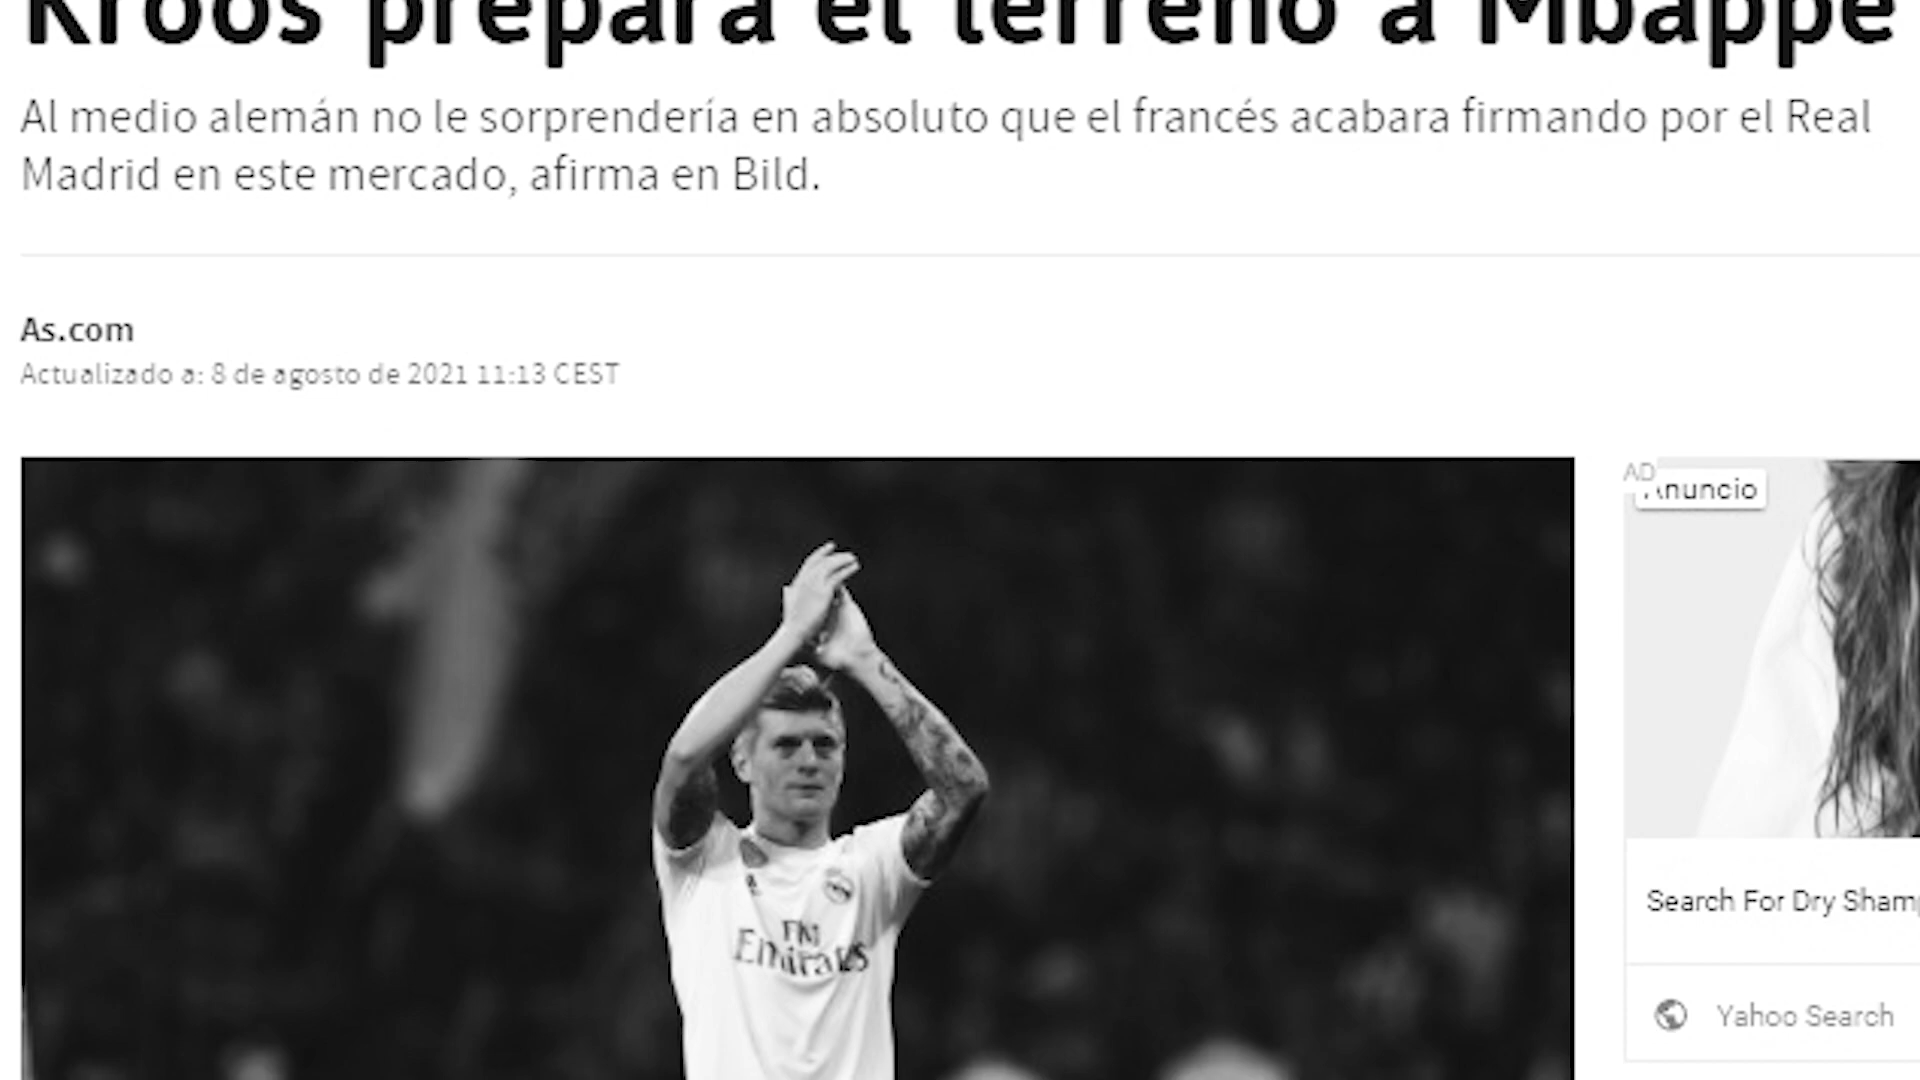 Kroos prepara el terreno a Mbappé
Al medio alemán no le sorprendería en absoluto que el francés acabara firmando por el Real
Madrid en este mercado, afirma en Bild.
As.com
Actualizado a: 8 de agosto de 2021 11:13 CEST
AD
Anuncio
Fly
Emirates
Search For Dry Sham
Yahoo Search